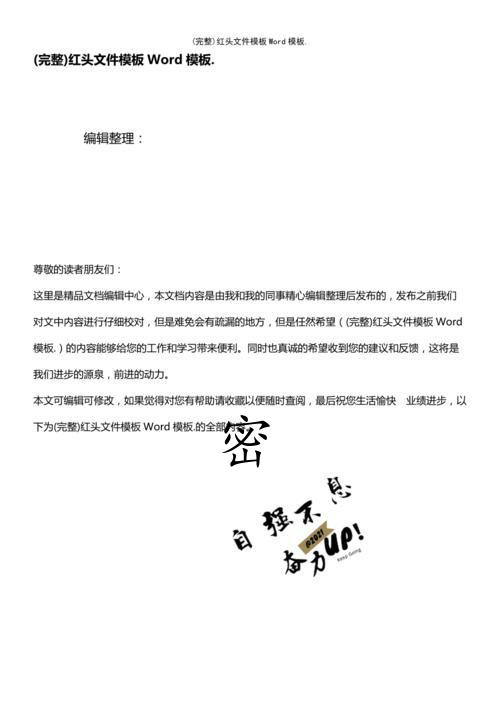 (完整)红头文件模板Word模板.
(完整)红头文件模板 Word 模板.
编辑整理：
尊敬的读者朋友们：
这里是精品文档编辑中心，本文档内容是由我和我的同事精心编辑整理后发布的，发布之前我们
对文中内容进行仔细校对，但是难免会有疏漏的地方，但是任然希望（(完整)红头文件模板 Word
模板.）的内容能够给您的工作和学习带来便利。同时也真诚的希望收到您的建议和反馈，这将是
我们进步的源泉，前进的动力。
本文可编辑可修改，如果觉得对您有帮助请收藏以便随时查阅，最后祝您生活愉快 业绩进步，以
下为(完整)红头文件模板 Word 模板.的全部内容。
密
自强不息
@2021
奋力UP!
Keep Going